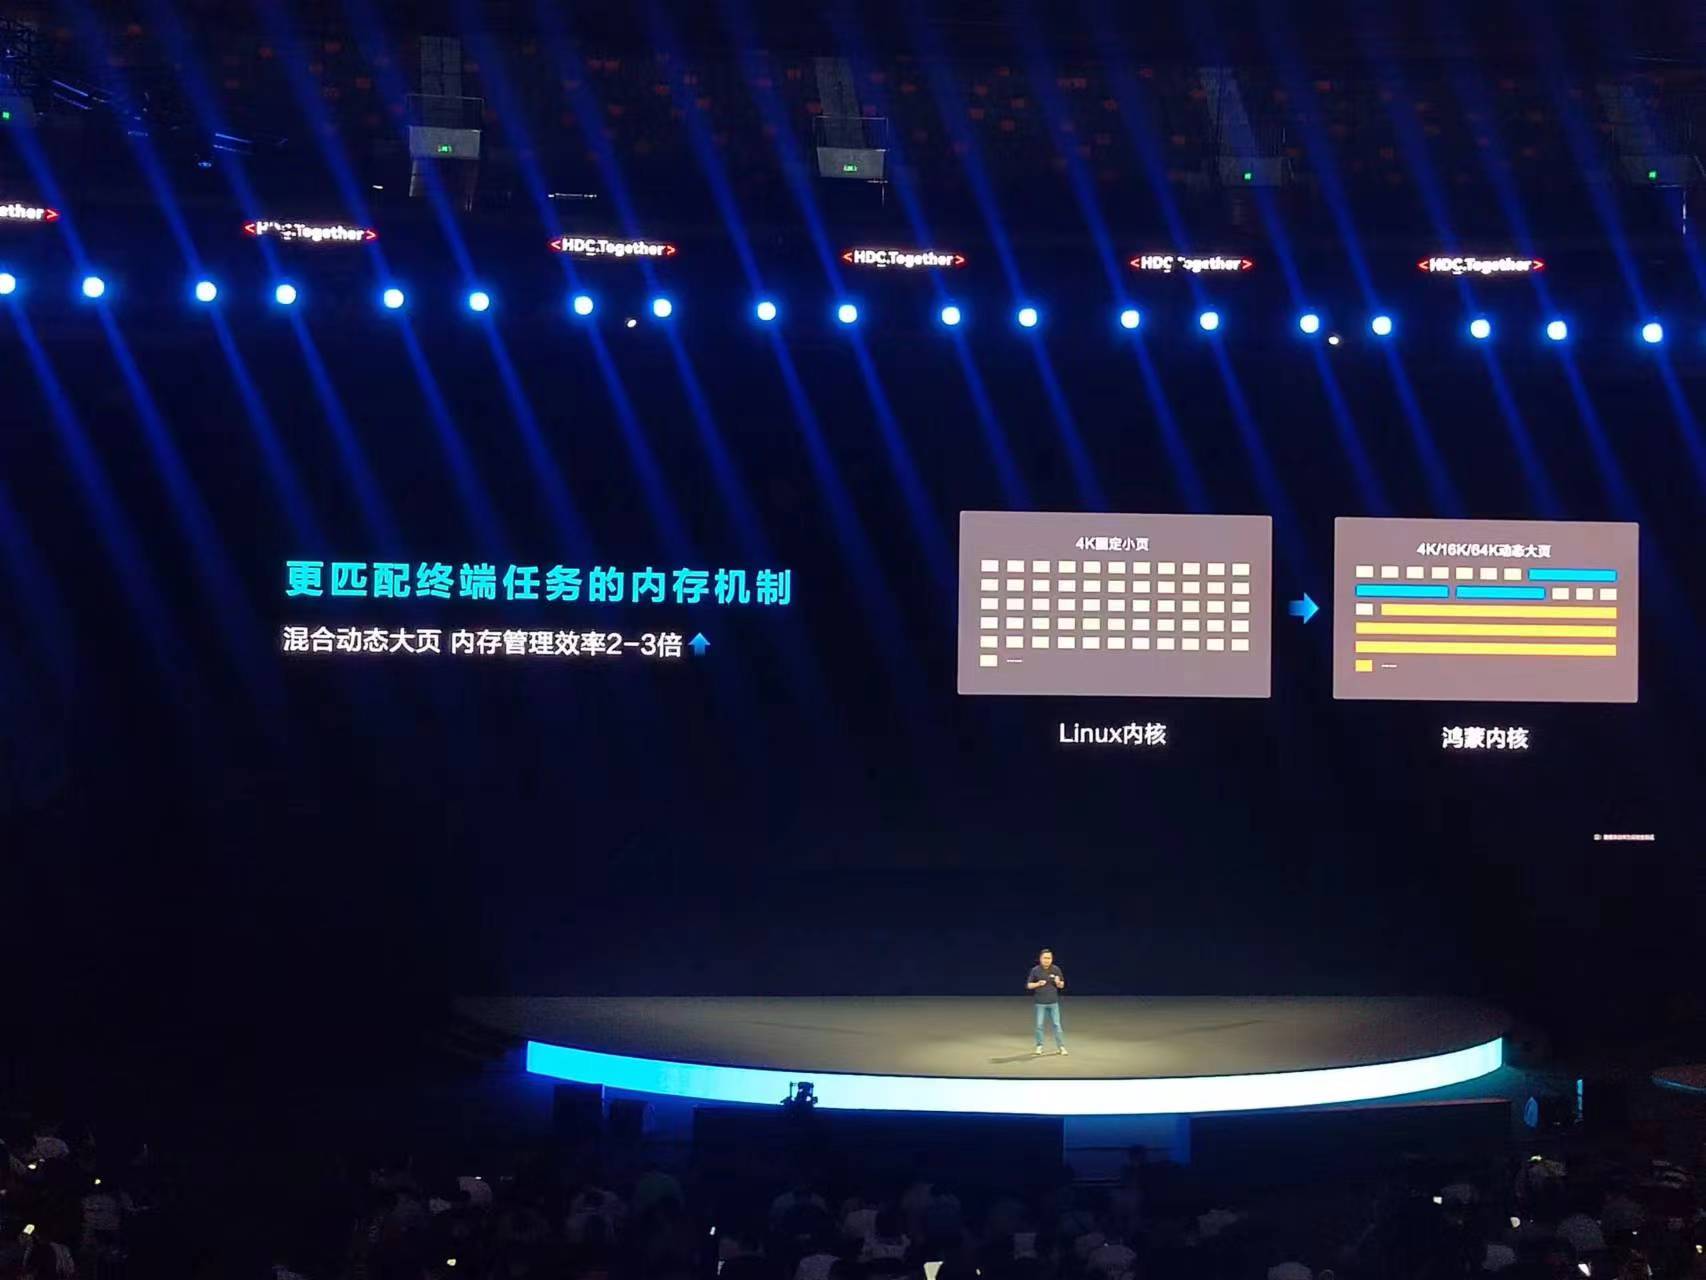 ether>
<HDC.Together>
<HDC.Together>
<HDC.Together>
<HDC.Together>
<HDC.Together>
更匹配终端任务的内存机制
混合动态大页 内存管理效率2-3倍
4K固定小页
Linux内核
4K/16K/64K动态大页
鸿蒙内核